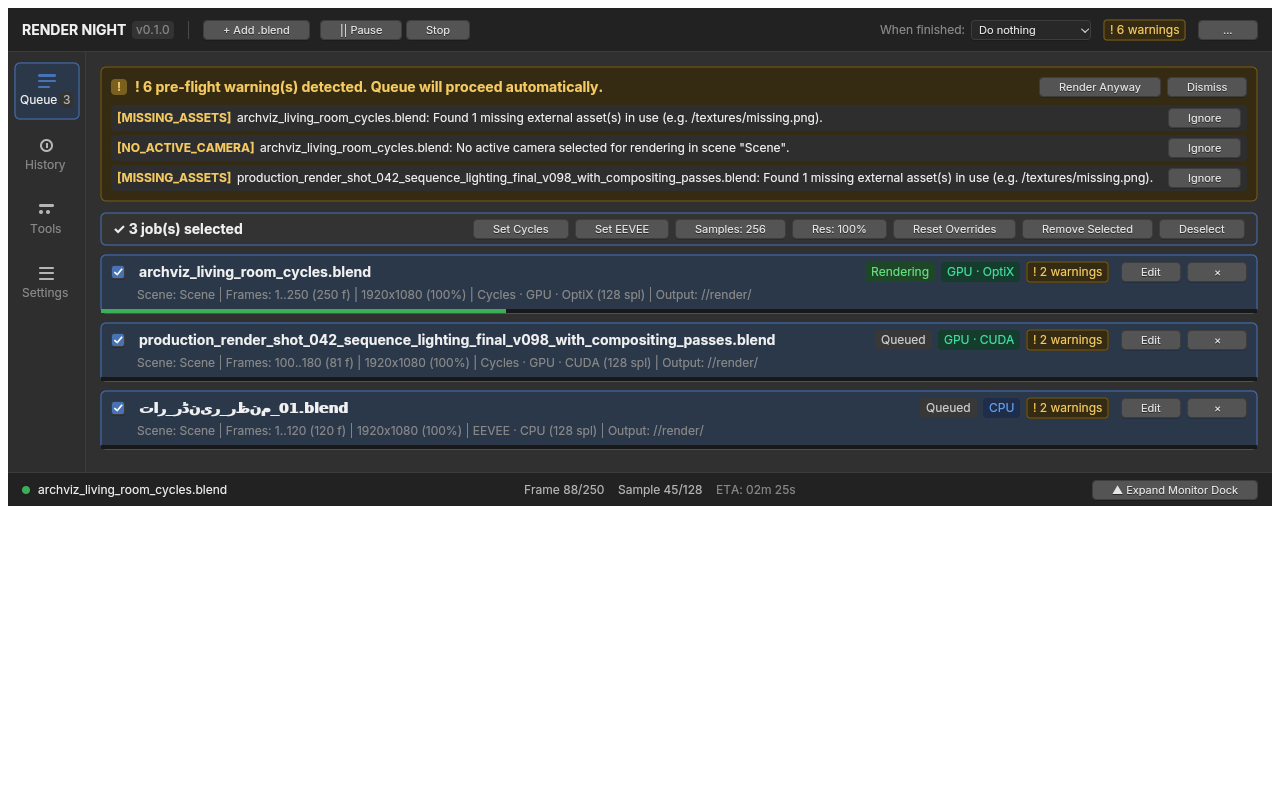 RENDER NIGHT v0.1.0 + Add .blend || Pause Stop When finished: Do nothing ! 6 warnings ...
Queue 3
History
Tools
Settings
! ! 6 pre-flight warning(s) detected. Queue will proceed automatically. Render Anyway Dismiss
[MISSING_ASSETS] archviz_living_room_cycles.blend: Found 1 missing external asset(s) in use (e.g. /textures/missing.png). Ignore
[NO_ACTIVE_CAMERA] archviz_living_room_cycles.blend: No active camera selected for rendering in scene "Scene". Ignore
[MISSING_ASSETS] production_render_shot_042_sequence_lighting_final_v098_with_compositing_passes.blend: Found 1 missing external asset(s) in use (e.g. /textures/missing.png). Ignore
✓ 3 job(s) selected Set Cycles Set EEVEE Samples: 256 Res: 100% Reset Overrides Remove Selected Deselect
archviz_living_room_cycles.blend Rendering GPU · OptiX ! 2 warnings Edit ×
Scene: Scene | Frames: 1..250 (250 f) | 1920x1080 (100%) | Cycles · GPU · OptiX (128 spl) | Output: //render/
production_render_shot_042_sequence_lighting_final_v098_with_compositing_passes.blend Queued GPU · CUDA ! 2 warnings Edit ×
Scene: Scene | Frames: 100..180 (81 f) | 1920x1080 (100%) | Cycles · GPU · CUDA (128 spl) | Output: //render/
منظر_رینڈر_رات_01.blend Queued CPU ! 2 warnings Edit ×
Scene: Scene | Frames: 1..120 (120 f) | 1920x1080 (100%) | EEVEE · CPU (128 spl) | Output: //render/
archviz_living_room_cycles.blend Frame 88/250 Sample 45/128 ETA: 02m 25s ▲ Expand Monitor Dock